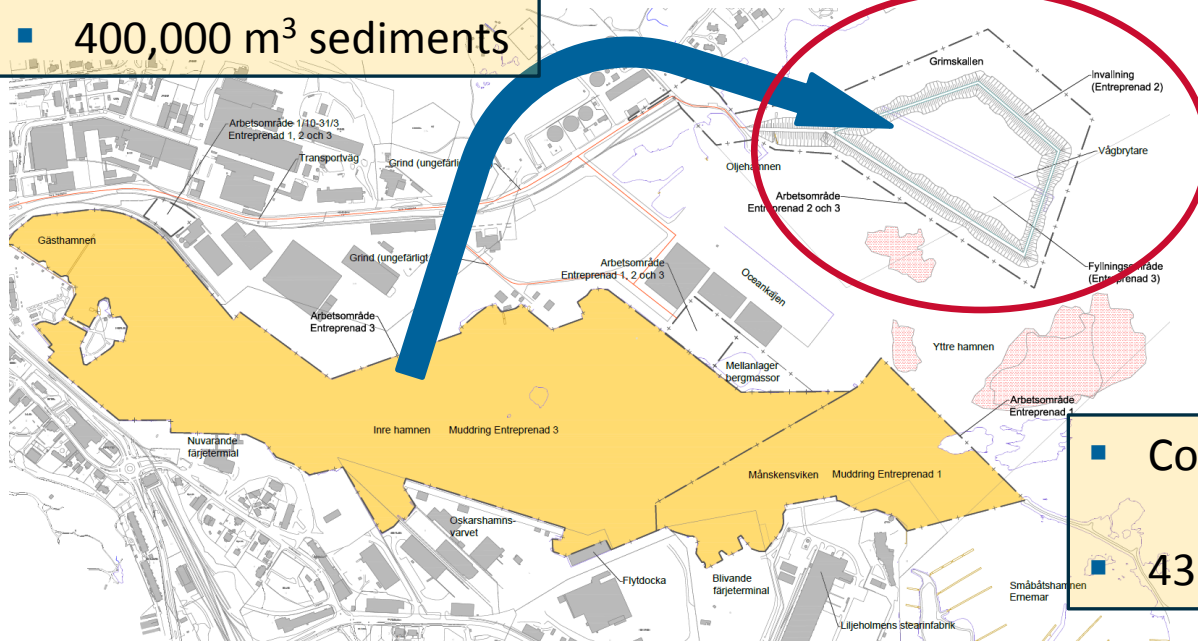 ▪ 400,000 m³ sediments
Grimskallen
Invallning
(Entreprenad 2)
Arbetsområde 1/10-31/3
Entreprenad 1, 2 och 3
Transportväg
Grind (ungefärlig
Vågbrytare
Oljehamnen
Arbetsområde
Entreprenad 2 och 3
Gästhamnen
Grind (ungefärligt
Arbetsområde
Entreprenad 1, 2 och 3
Oceankajen
Fyllningsområde
(Entreprenad 3)
Arbetsområde
Entreprenad 3
Yttre hamnen
Mellanlager
bergmassor
Arbetsområde
Entreprenad 1
Inre hamnen Muddring Entreprenad 3
Nuvarande
färjetermial
▪ Co
Månskensviken Muddring Entreprenad 1
Oskarshamns-
varvet
Flytdocka
Blivande
färjeterminal
▪ 43
Småbåtshamnen
Ernemar
Liljeholmens stearinfabrik